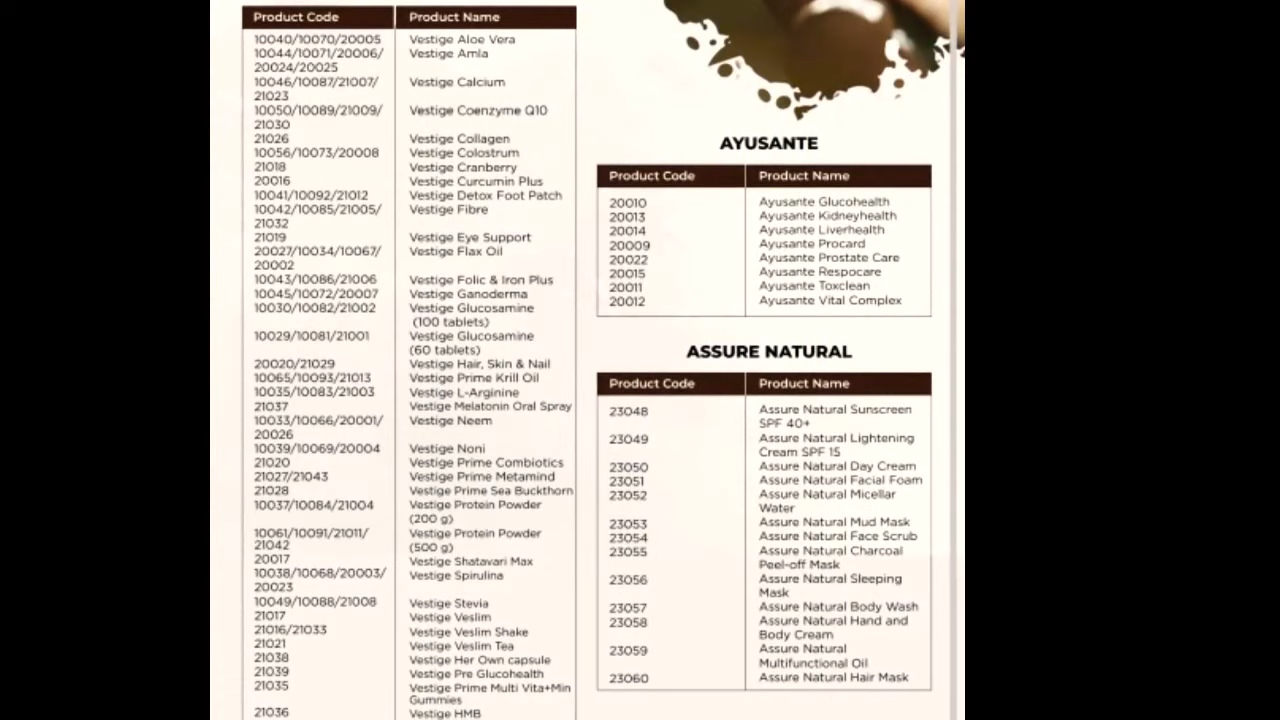 Product Code Product Name
10040/10070/20005 Vestige Aloe Vera
10044/10071/20006/ Vestige Amla
20024/20025
10046/10087/21007/ Vestige Calcium
21023
10050/10089/21009/ Vestige Coenzyme Q10
21030
21026 Vestige Collagen
10056/10073/20008 Vestige Colostrum
21018 Vestige Cranberry
20016 Vestige Curcumin Plus
10041/10092/21012 Vestige Detox Foot Patch
10042/10085/21005/ Vestige Fibre
21032
21019 Vestige Eye Support
20027/10034/10067/ Vestige Flax Oil
20002
10043/10086/21006 Vestige Folic & Iron Plus
10045/10072/20007 Vestige Ganoderma
10030/10082/21002 Vestige Glucosamine
(100 tablets)
10029/10081/21001 Vestige Glucosamine
(60 tablets)
20020/21029 Vestige Hair, Skin & Nail
10065/10093/21013 Vestige Prime Krill Oil
10035/10083/21003 Vestige L-Arginine
21037 Vestige Melatonin Oral Spray
10033/10066/20001/ Vestige Neem
20026
10039/10069/20004 Vestige Noni
21020 Vestige Prime Combiotics
21027/21043 Vestige Prime Metamind
21028 Vestige Prime Sea Buckthorn
10037/10084/21004 Vestige Protein Powder
(200 g)
10061/10091/21011/ Vestige Protein Powder
21042 (500 g)
20017 Vestige Shatavari Max
10038/10068/20003/ Vestige Spirulina
20023
10049/10088/21008 Vestige Stevia
21017 Vestige Veslim
21016/21033 Vestige Veslim Shake
21021 Vestige Veslim Tea
21038 Vestige Her Own capsule
21039 Vestige Pre Glucohealth
21035 Vestige Prime Multi Vita+Min
Gummies
21036 Vestige HMB
AYUSANTE
Product Code Product Name
20010 Ayusante Glucohealth
20013 Ayusante Kidneyhealth
20014 Ayusante Liverhealth
20009 Ayusante Procard
20022 Ayusante Prostate Care
20015 Ayusante Respocare
20011 Ayusante Toxclean
20012 Ayusante Vital Complex
ASSURE NATURAL
Product Code Product Name
23048 Assure Natural Sunscreen
SPF 40+
23049 Assure Natural Lightening
Cream SPF 15
23050 Assure Natural Day Cream
23051 Assure Natural Facial Foam
23052 Assure Natural Micellar
Water
23053 Assure Natural Mud Mask
23054 Assure Natural Face Scrub
23055 Assure Natural Charcoal
Peel-off Mask
23056 Assure Natural Sleeping
Mask
23057 Assure Natural Body Wash
23058 Assure Natural Hand and
Body Cream
23059 Assure Natural
Multifunctional Oil
23060 Assure Natural Hair Mask